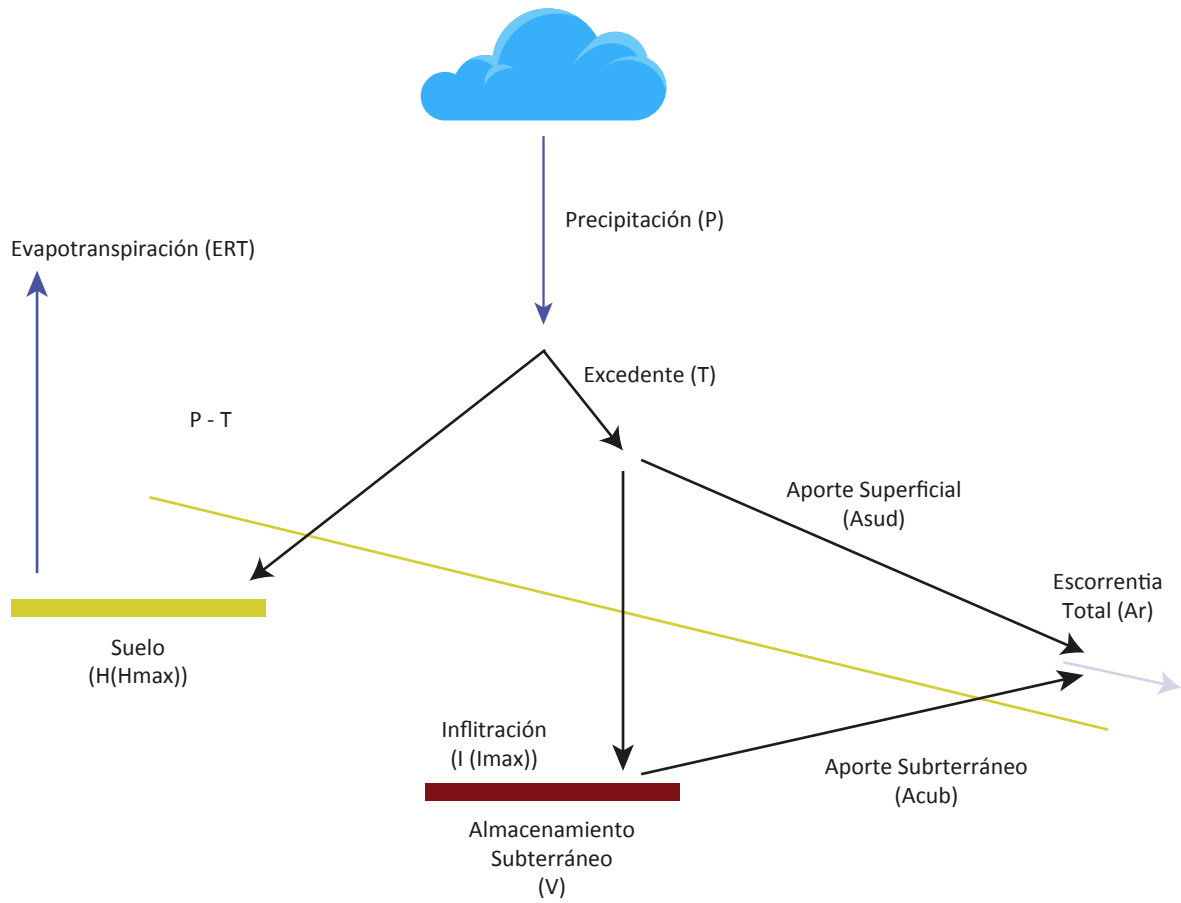 Precipitación (P)
Evapotranspiración (ERT)
Excedente (T)
P - T
Aporte Superficial
(Asud)
Escorrentia
Total (Ar)
Suelo
(H(Hmax))
Inflitración
(I (Imax))
Aporte Subrterráneo
(Acub)
Almacenamiento
Subterráneo
(V)